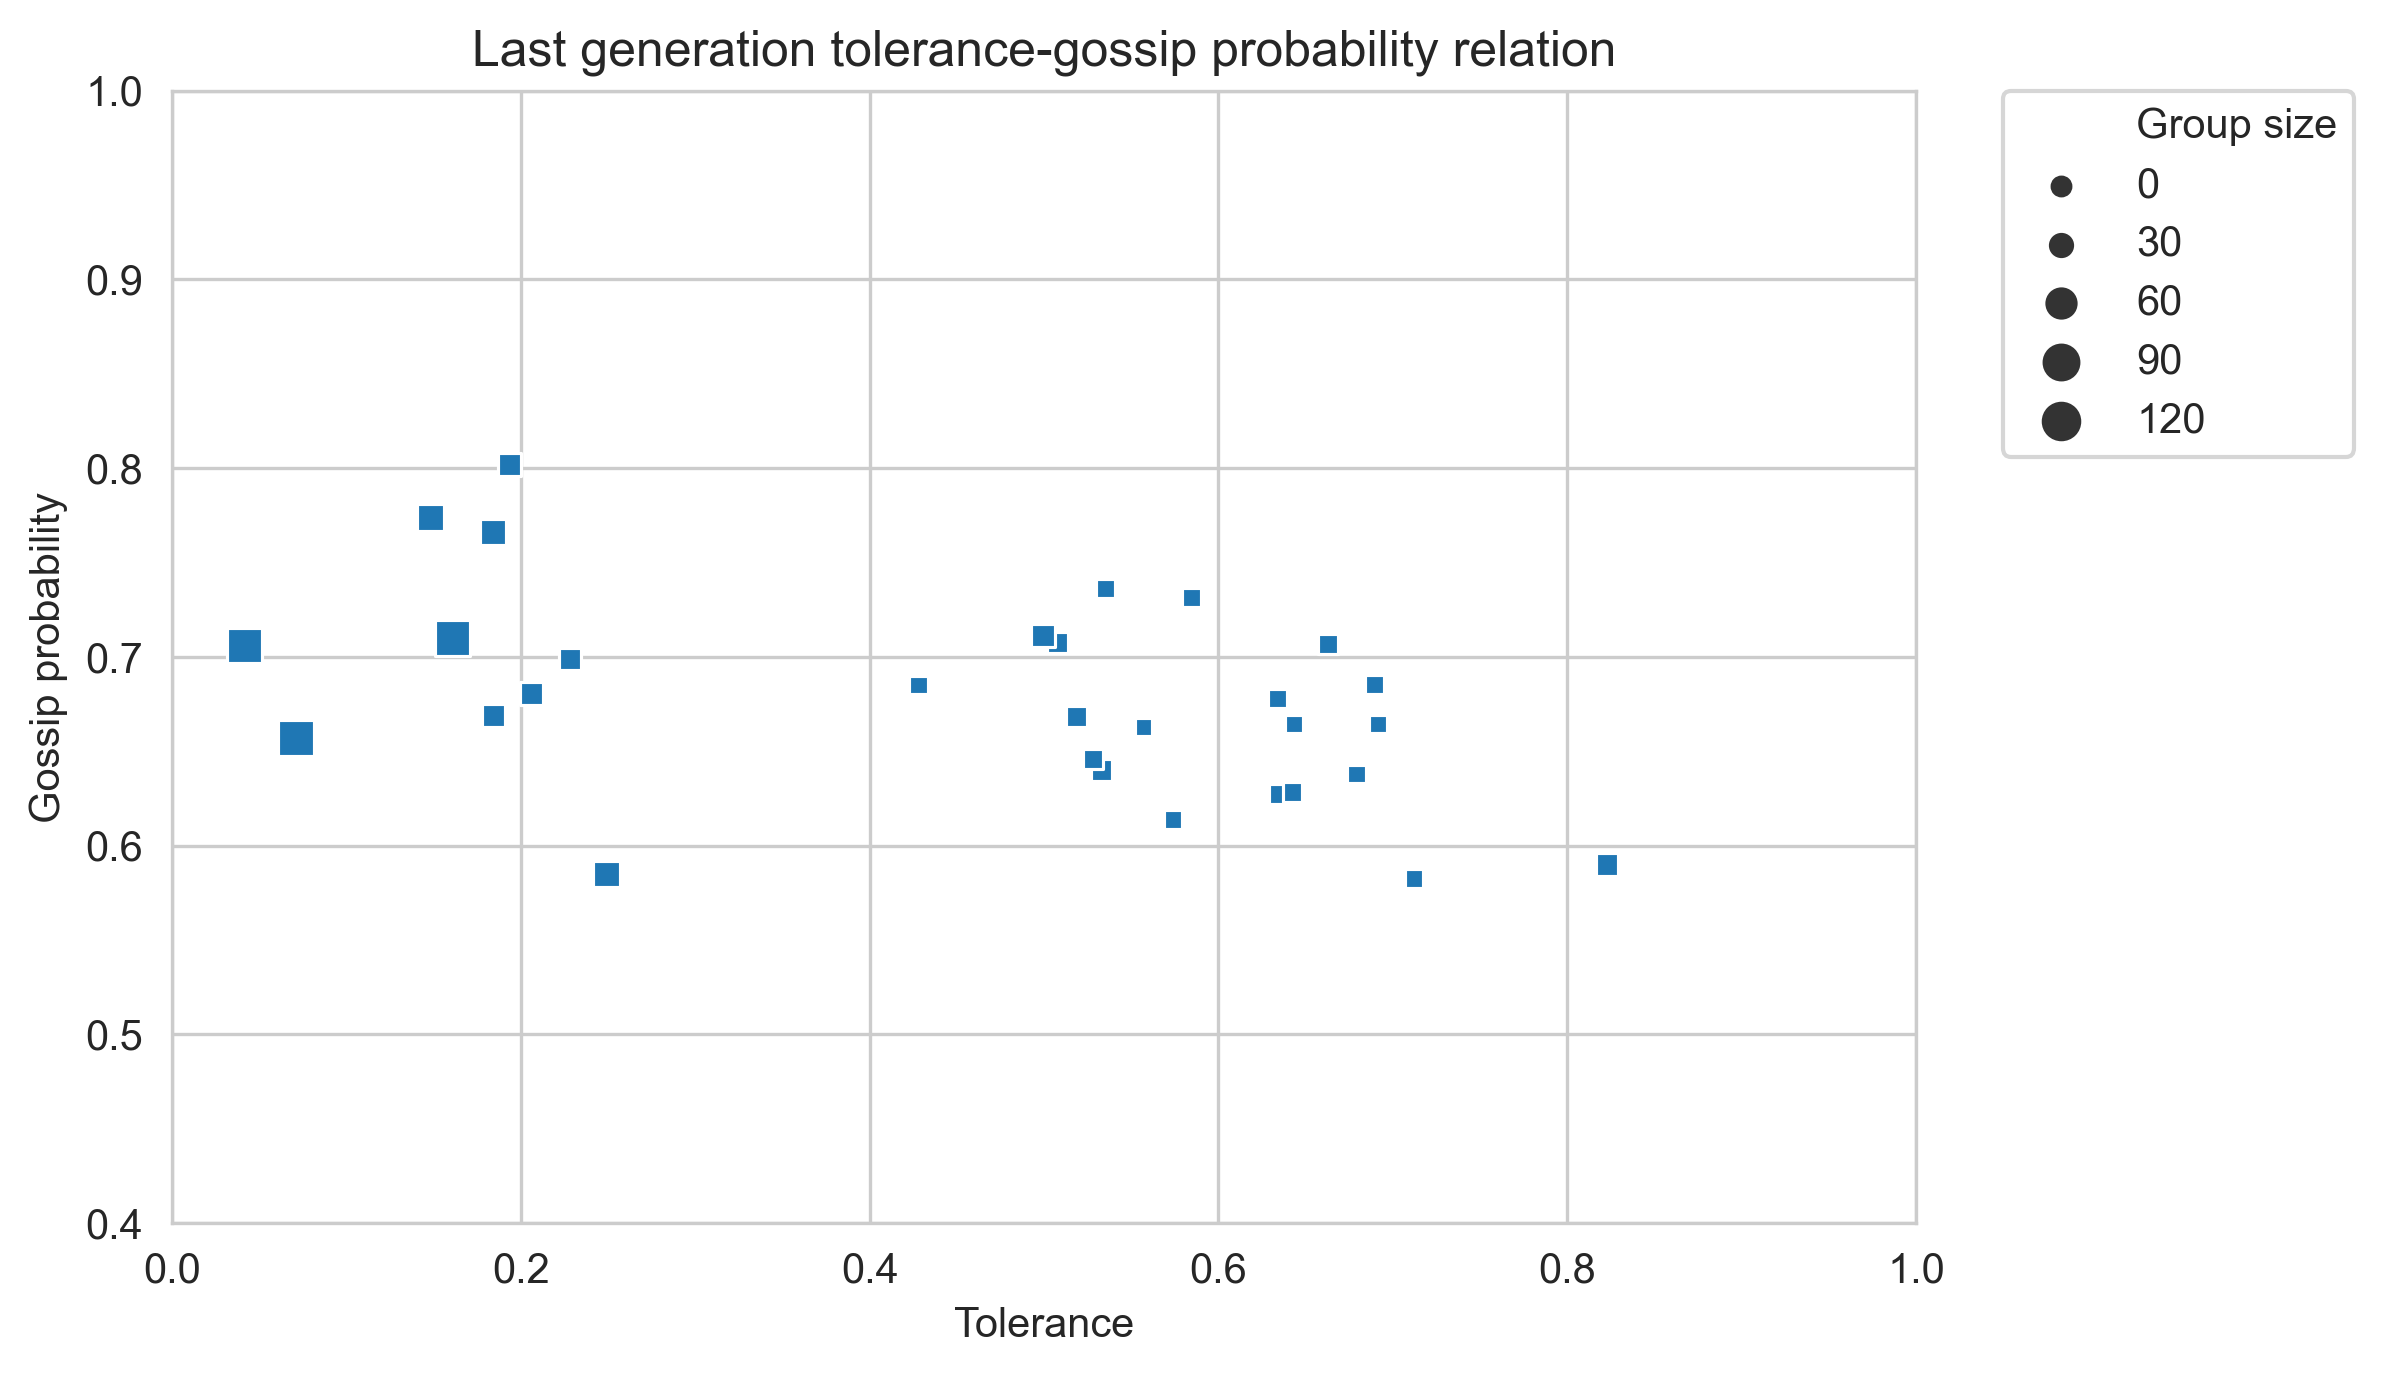 Last generation tolerance-gossip probability relation
1.0
0.9
0.8
0.7
0.6
0.5
0.4
Gossip probability
0.0 0.2 0.4 0.6 0.8 1.0
Tolerance
Group size
0
30
60
90
120